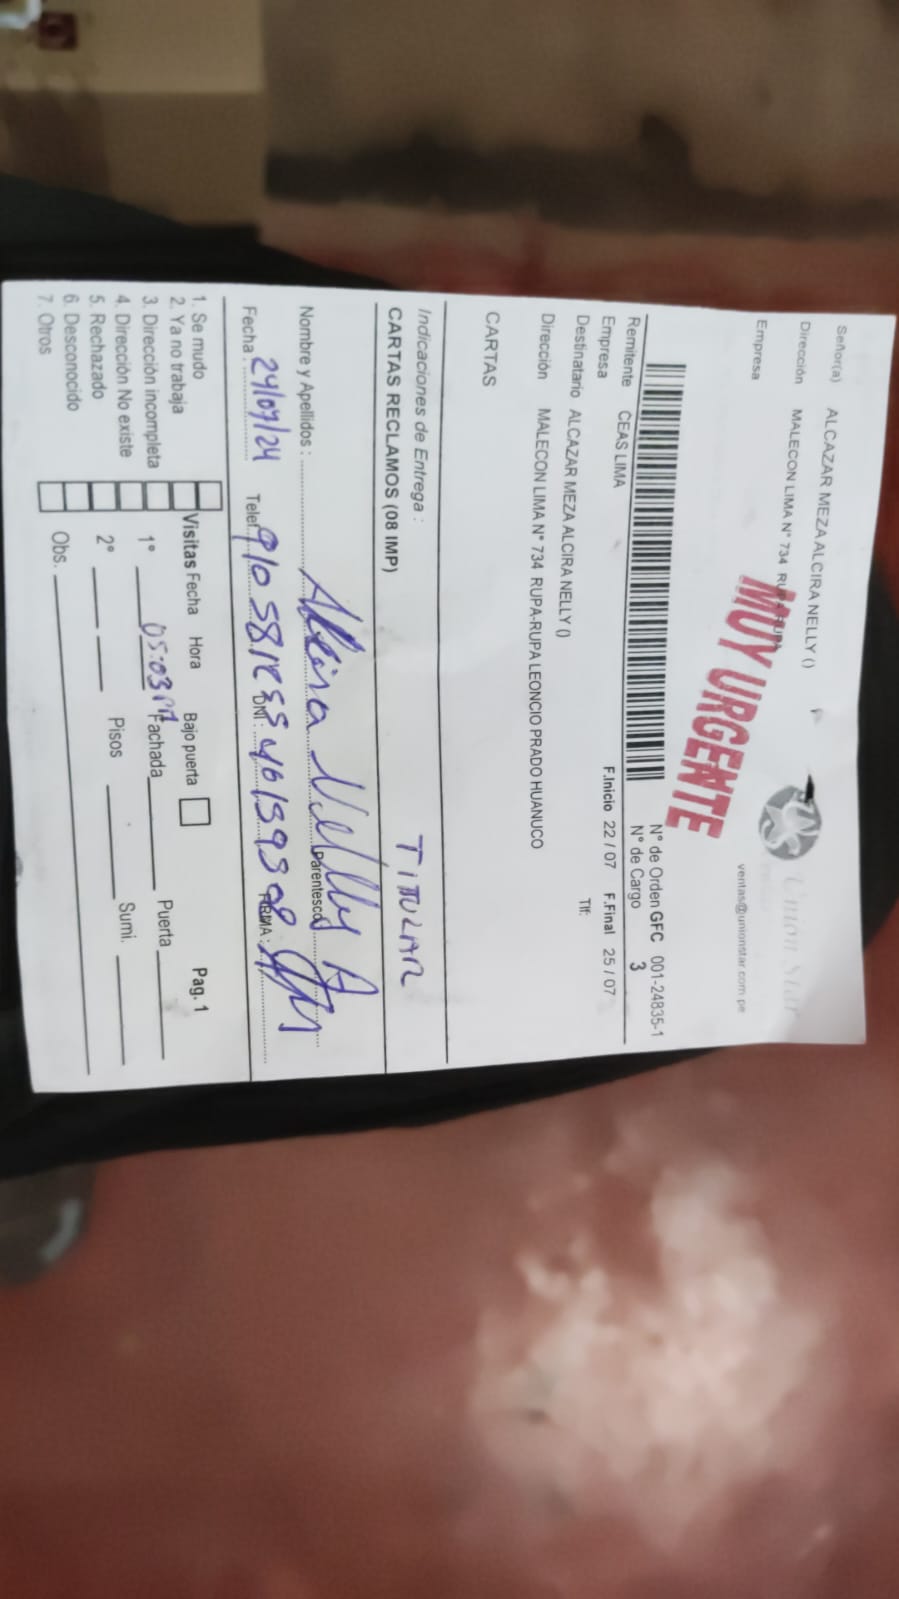 Señor(a) ALCAZAR MEZA ALCIRA NELLY ()
Dirección MALECON LIMA N° 734 RUPA-RUPA
Empresa
Union Star
ventas@unionstar.com.pe
MUY URGENTE
N° de Orden GFC 001-24835-1
N° de Cargo 3
Remitente CEAS LIMA
Empresa
F.Inicio 22 / 07 F.Final 25 / 07
Destinatario ALCAZAR MEZA ALCIRA NELLY ()
Tlf:
Dirección MALECON LIMA N° 734 RUPA-RUPA LEONCIO PRADO HUANUCO
CARTAS
Indicaciones de Entrega :
TITULAR
CARTAS RECLAMOS (08 IMP)
Nombre y Apellidos : Alcira Nelly A
Parentesco
Fecha : 24/07/24 Telef. DNI : FIRMA :
1. Se mudo
2. Ya no trabaja
3. Dirección incompleta
4. Dirección No existe
5. Rechazado
6. Desconocido
7. Otros
Visitas Fecha Hora Bajo puerta Pag. 1
1° 05:03 Fachada Puerta
2° Pisos Sumi.
Obs.